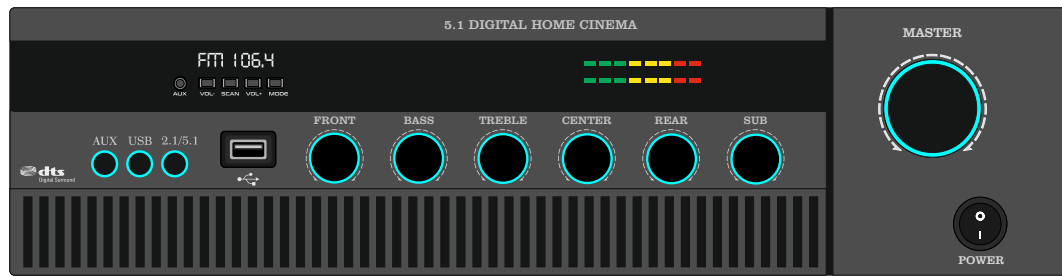 5.1 DIGITAL HOME CINEMA
MASTER
FM 106.4
AUX VOL- SCAN VOL+ MODE
FRONT BASS TREBLE CENTER REAR SUB
AUX USB 2.1/5.1
dts
Digital Surround
POWER